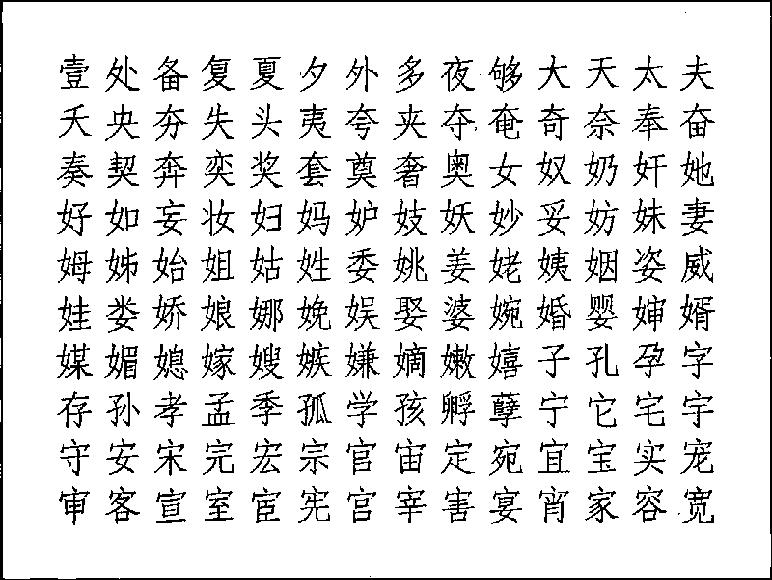 壹处备复夏夕外多夜够大天太夫
夭央夯失头夷夸夹夺奄奇奈奉奋
奏契奔奕奖套奠奢奥女奴奶奸她
好如妄妆妇妈妒妓妖妙妥妨妹妻
姆姊始姐姑姓委姚姜姥姨姻姿威
娃娄娇娘娜娩娱娶婆婉婚婴婶婿
媒媚媳嫁嫂嫉嫌嫡嫩嬉子孔孕字
存孙孝孟季孤学孩孵孽宁它宅宇
守安宋完宏宗官宙定宛宜宝实宠
审客宣室宦宪宫宰害宴宵家容宽